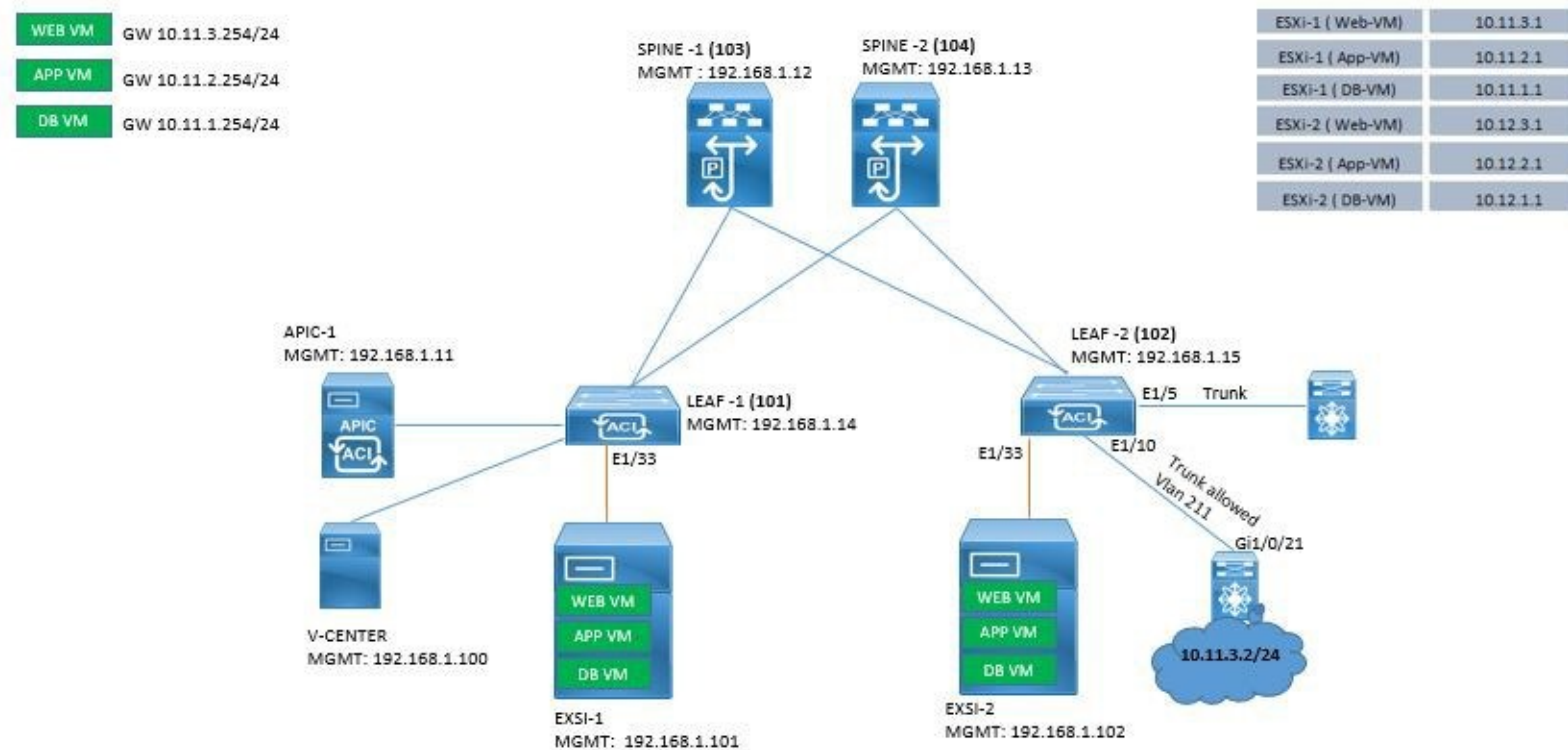 WEB VM GW 10.11.3.254/24
APP VM GW 10.11.2.254/24
DB VM GW 10.11.1.254/24
SPINE -1 (103)
MGMT : 192.168.1.12
SPINE -2 (104)
MGMT: 192.168.1.13
ESXi-1 ( Web-VM) 10.11.3.1
ESXi-1 ( App-VM) 10.11.2.1
ESXi-1 ( DB-VM) 10.11.1.1
ESXi-2 ( Web-VM) 10.12.3.1
ESXi-2 ( App-VM) 10.12.2.1
ESXi-2 ( DB-VM) 10.12.1.1
P
P
APIC-1
MGMT: 192.168.1.11
APIC
ACI
LEAF -1 (101)
MGMT: 192.168.1.14
ACI
E1/33
LEAF -2 (102)
MGMT: 192.168.1.15
ACI
E1/5 Trunk
E1/10
E1/33
Trunk allowed
Vlan 211
Gi1/0/21
10.11.3.2/24
V-CENTER
MGMT: 192.168.1.100
WEB VM
APP VM
DB VM
EXSI-1
MGMT: 192.168.1.101
WEB VM
APP VM
DB VM
EXSI-2
MGMT: 192.168.1.102